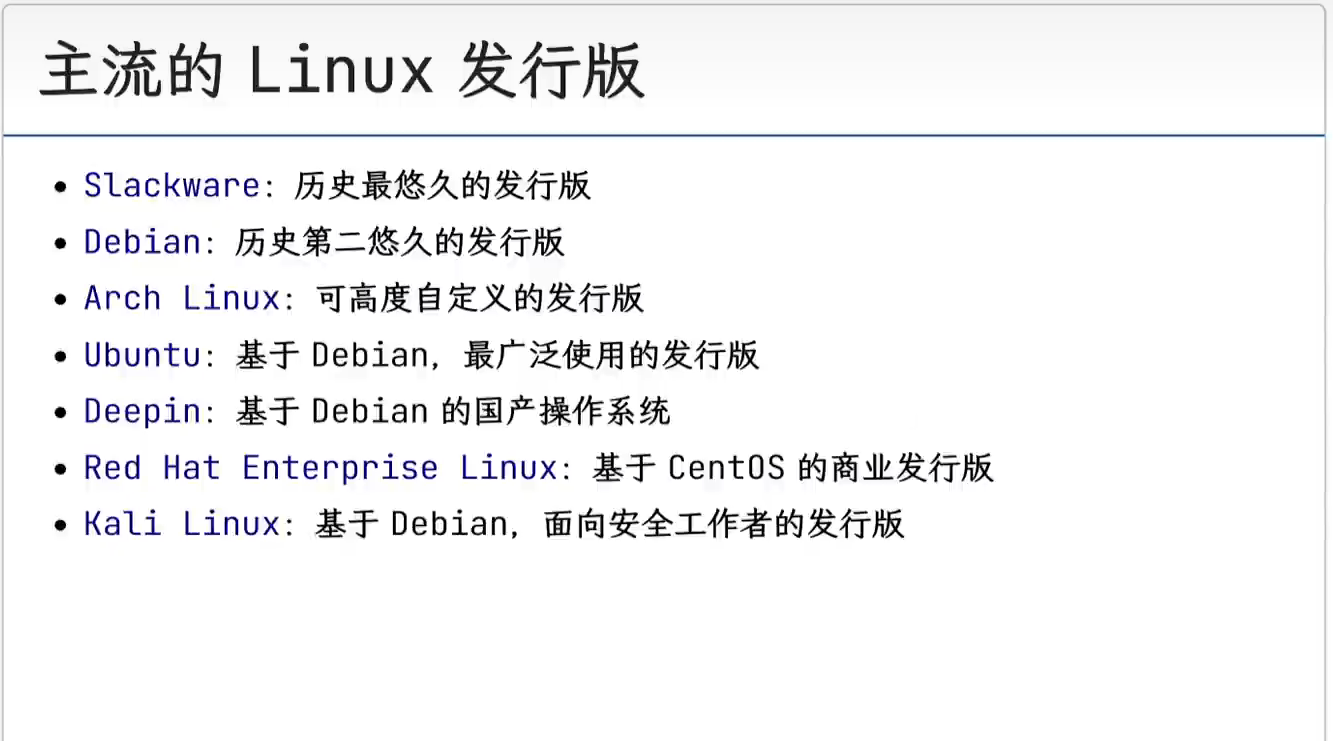 主流的 Linux 发行版
• Slackware: 历史最悠久的发行版
• Debian: 历史第二悠久的发行版
• Arch Linux: 可高度自定义的发行版
• Ubuntu: 基于 Debian, 最广泛使用的发行版
• Deepin: 基于 Debian 的国产操作系统
• Red Hat Enterprise Linux: 基于 CentOS 的商业发行版
• Kali Linux: 基于 Debian, 面向安全工作者的发行版